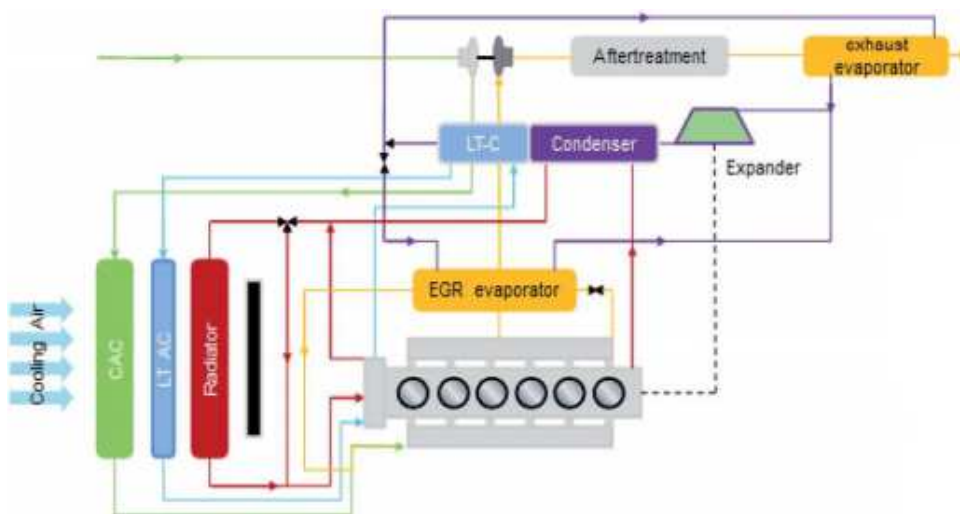 Aftertreatment
exhaust
evaporator
LT-C
Condenser
Expander
EGR evaporator
Cooling Air
CAC
LT AC
Radiator